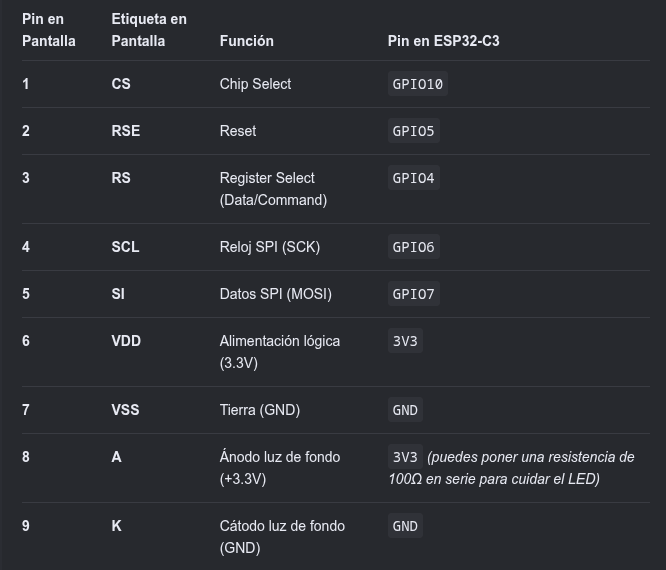 Pin en Pantalla	Etiqueta en Pantalla	Función	Pin en ESP32-C3
1	CS	Chip Select	GPIO10
2	RSE	Reset	GPIO5
3	RS	Register Select (Data/Command)	GPIO4
4	SCL	Reloj SPI (SCK)	GPIO6
5	SI	Datos SPI (MOSI)	GPIO7
6	VDD	Alimentación lógica (3.3V)	3V3
7	VSS	Tierra (GND)	GND
8	A	Ánodo luz de fondo (+3.3V)	3V3 (puedes poner una resistencia de 100Ω en serie para cuidar el LED)
9	K	Cátodo luz de fondo (GND)	GND